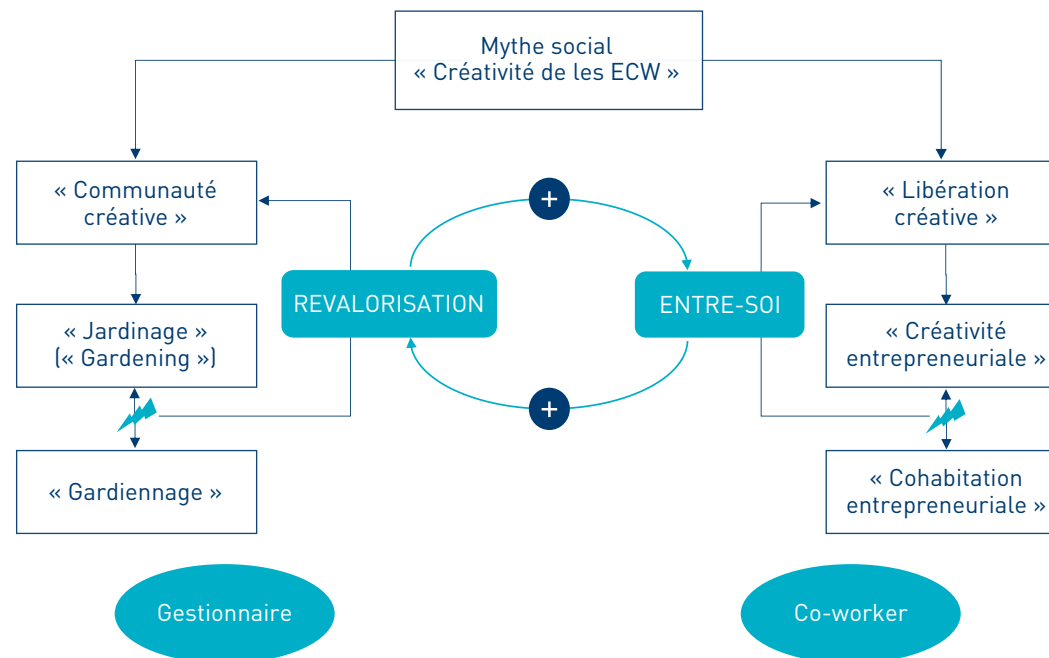 Mythe social
« Créativité de les ECW »
« Communauté
créative »
« Libération
créative »
+
REVALORISATION
ENTRE-SOI
« Jardinage »
(« Gardening »)
« Créativité
entrepreneuriale »
+
« Gardiennage »
« Cohabitation
entrepreneuriale »
Gestionnaire
Co-worker